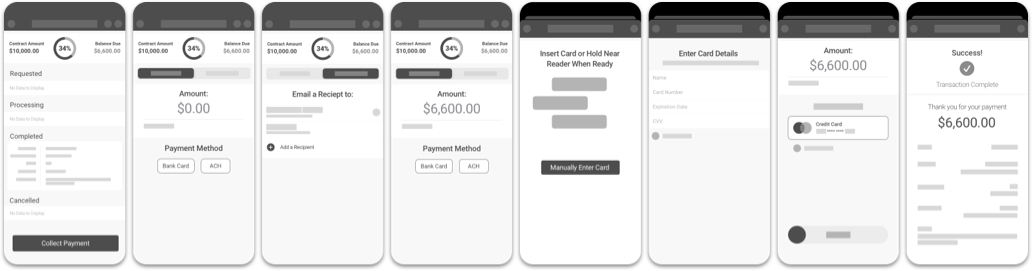 Contract Amount
$10,000.00
34%
Balance Due
$6,600.00
Requested
No Data to Display
Processing
No Data to Display
Completed
Cancelled
No Data to Display
Collect Payment
Contract Amount
$10,000.00
34%
Balance Due
$6,600.00
Amount:
$0.00
Payment Method
Bank Card
ACH
Contract Amount
$10,000.00
34%
Balance Due
$6,600.00
Email a Reciept to:
Add a Recipient
Contract Amount
$10,000.00
34%
Balance Due
$6,600.00
Amount:
$6,600.00
Payment Method
Bank Card
ACH
Insert Card or Hold Near
Reader When Ready
Manually Enter Card
Enter Card Details
Name
Card Number
Expiration Date
CVV
Amount:
$6,600.00
Credit Card
Success!
Transaction Complete
Thank you for your payment
$6,600.00